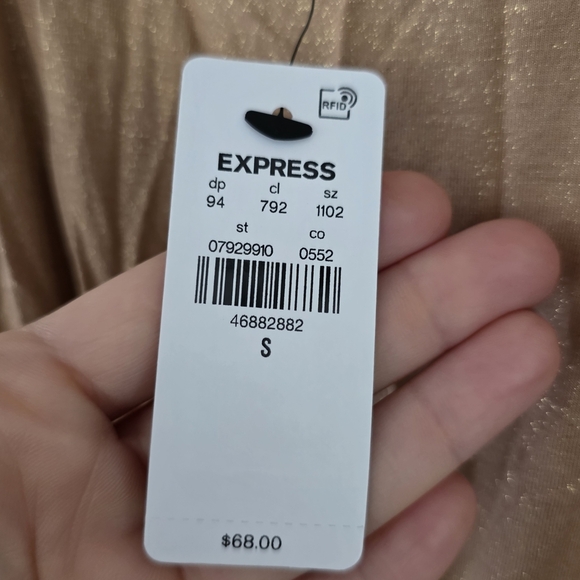 RFID
EXPRESS
dp cl sz
94 792 1102
st co
07929910 0552
46882882
S
$68.00